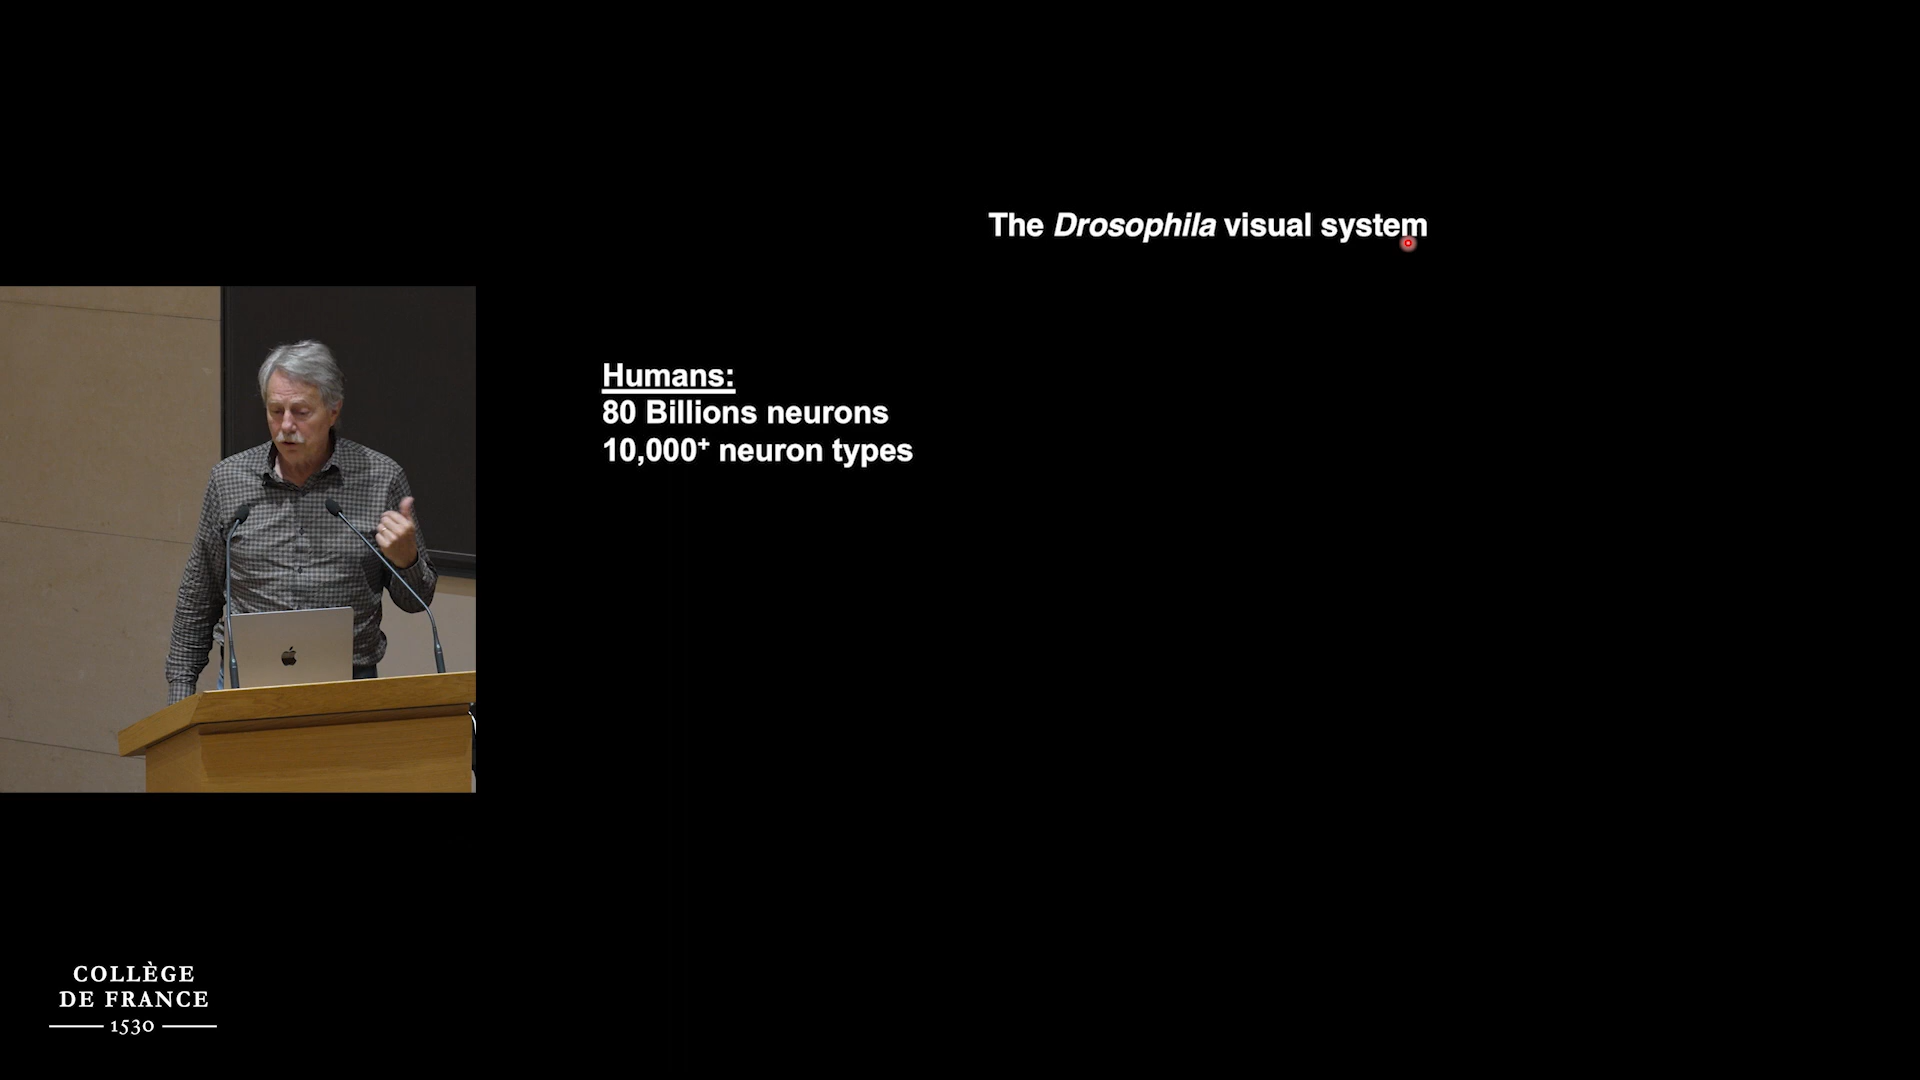 The Drosophila visual system
Humans:
80 Billions neurons
10,000⁺ neuron types
COLLÈGE
DE FRANCE
1530